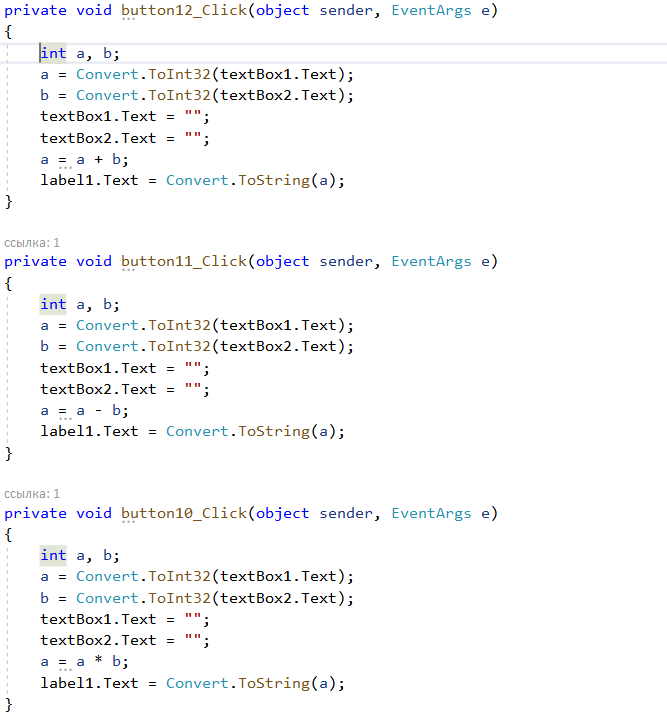 private void button12_Click(object sender, EventArgs e)
{
int a, b;
a = Convert.ToInt32(textBox1.Text);
b = Convert.ToInt32(textBox2.Text);
textBox1.Text = "";
textBox2.Text = "";
a = a + b;
label1.Text = Convert.ToString(a);
}
ссылка: 1
private void button11_Click(object sender, EventArgs e)
{
int a, b;
a = Convert.ToInt32(textBox1.Text);
b = Convert.ToInt32(textBox2.Text);
textBox1.Text = "";
textBox2.Text = "";
a = a - b;
label1.Text = Convert.ToString(a);
}
ссылка: 1
private void button10_Click(object sender, EventArgs e)
{
int a, b;
a = Convert.ToInt32(textBox1.Text);
b = Convert.ToInt32(textBox2.Text);
textBox1.Text = "";
textBox2.Text = "";
a = a * b;
label1.Text = Convert.ToString(a);
}